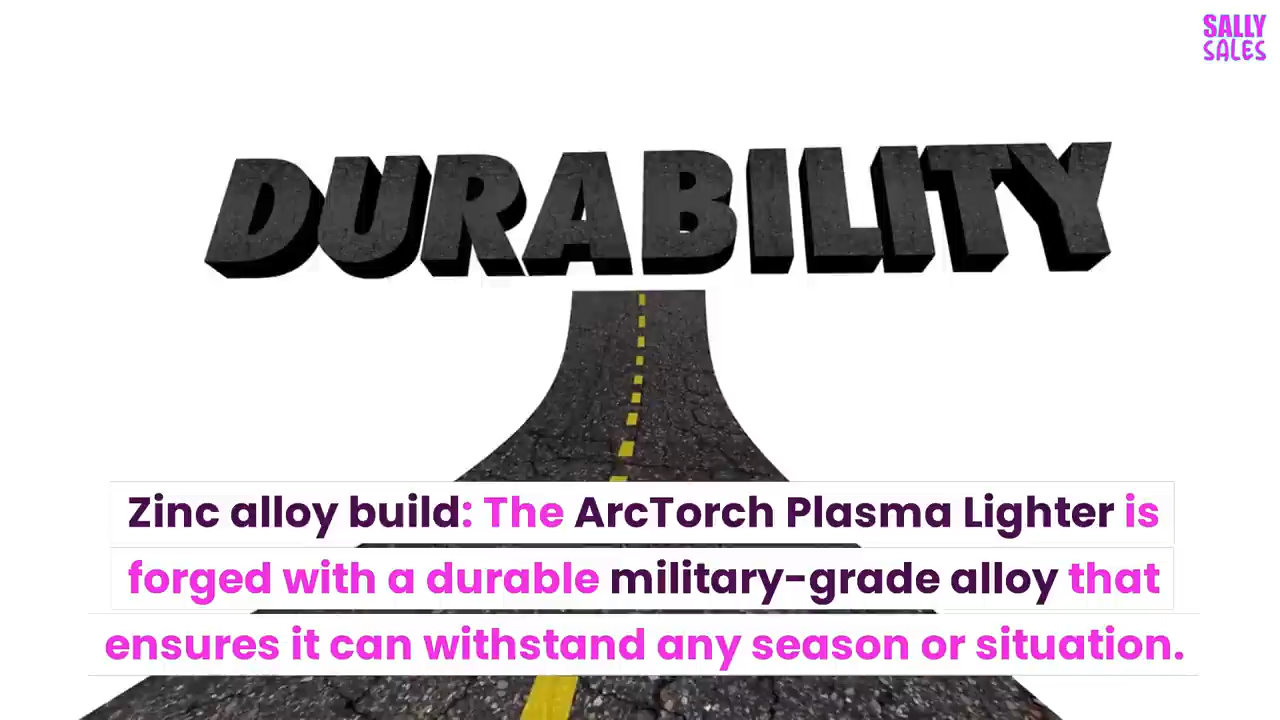 SALLY
SALES
DURABILITY
Zinc alloy build: The ArcTorch Plasma Lighter is
forged with a durable military-grade alloy that
ensures it can withstand any season or situation.